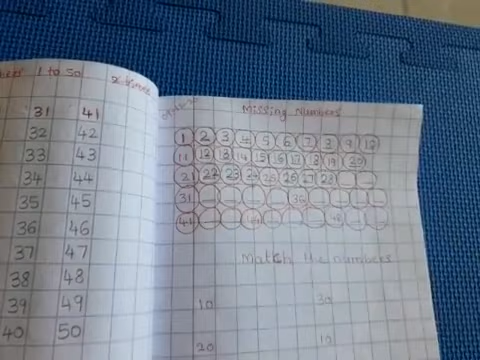 1 to 50
31 41
32 42
33 43
34 44
35 45
36 46
37 47
38 48
39 49
40 50
Missing Numbers
1 2 3 4 5 6 7 8 9 10
11 12 13 14 15 16 17 18 19 20
21 22 23 24 25 26 27 28 _ _
31 _ _ _ _ 36 _ _ _ _
41 _ _ 44 _ _ _ 48 _ _
Match the numbers
10 30
20 10